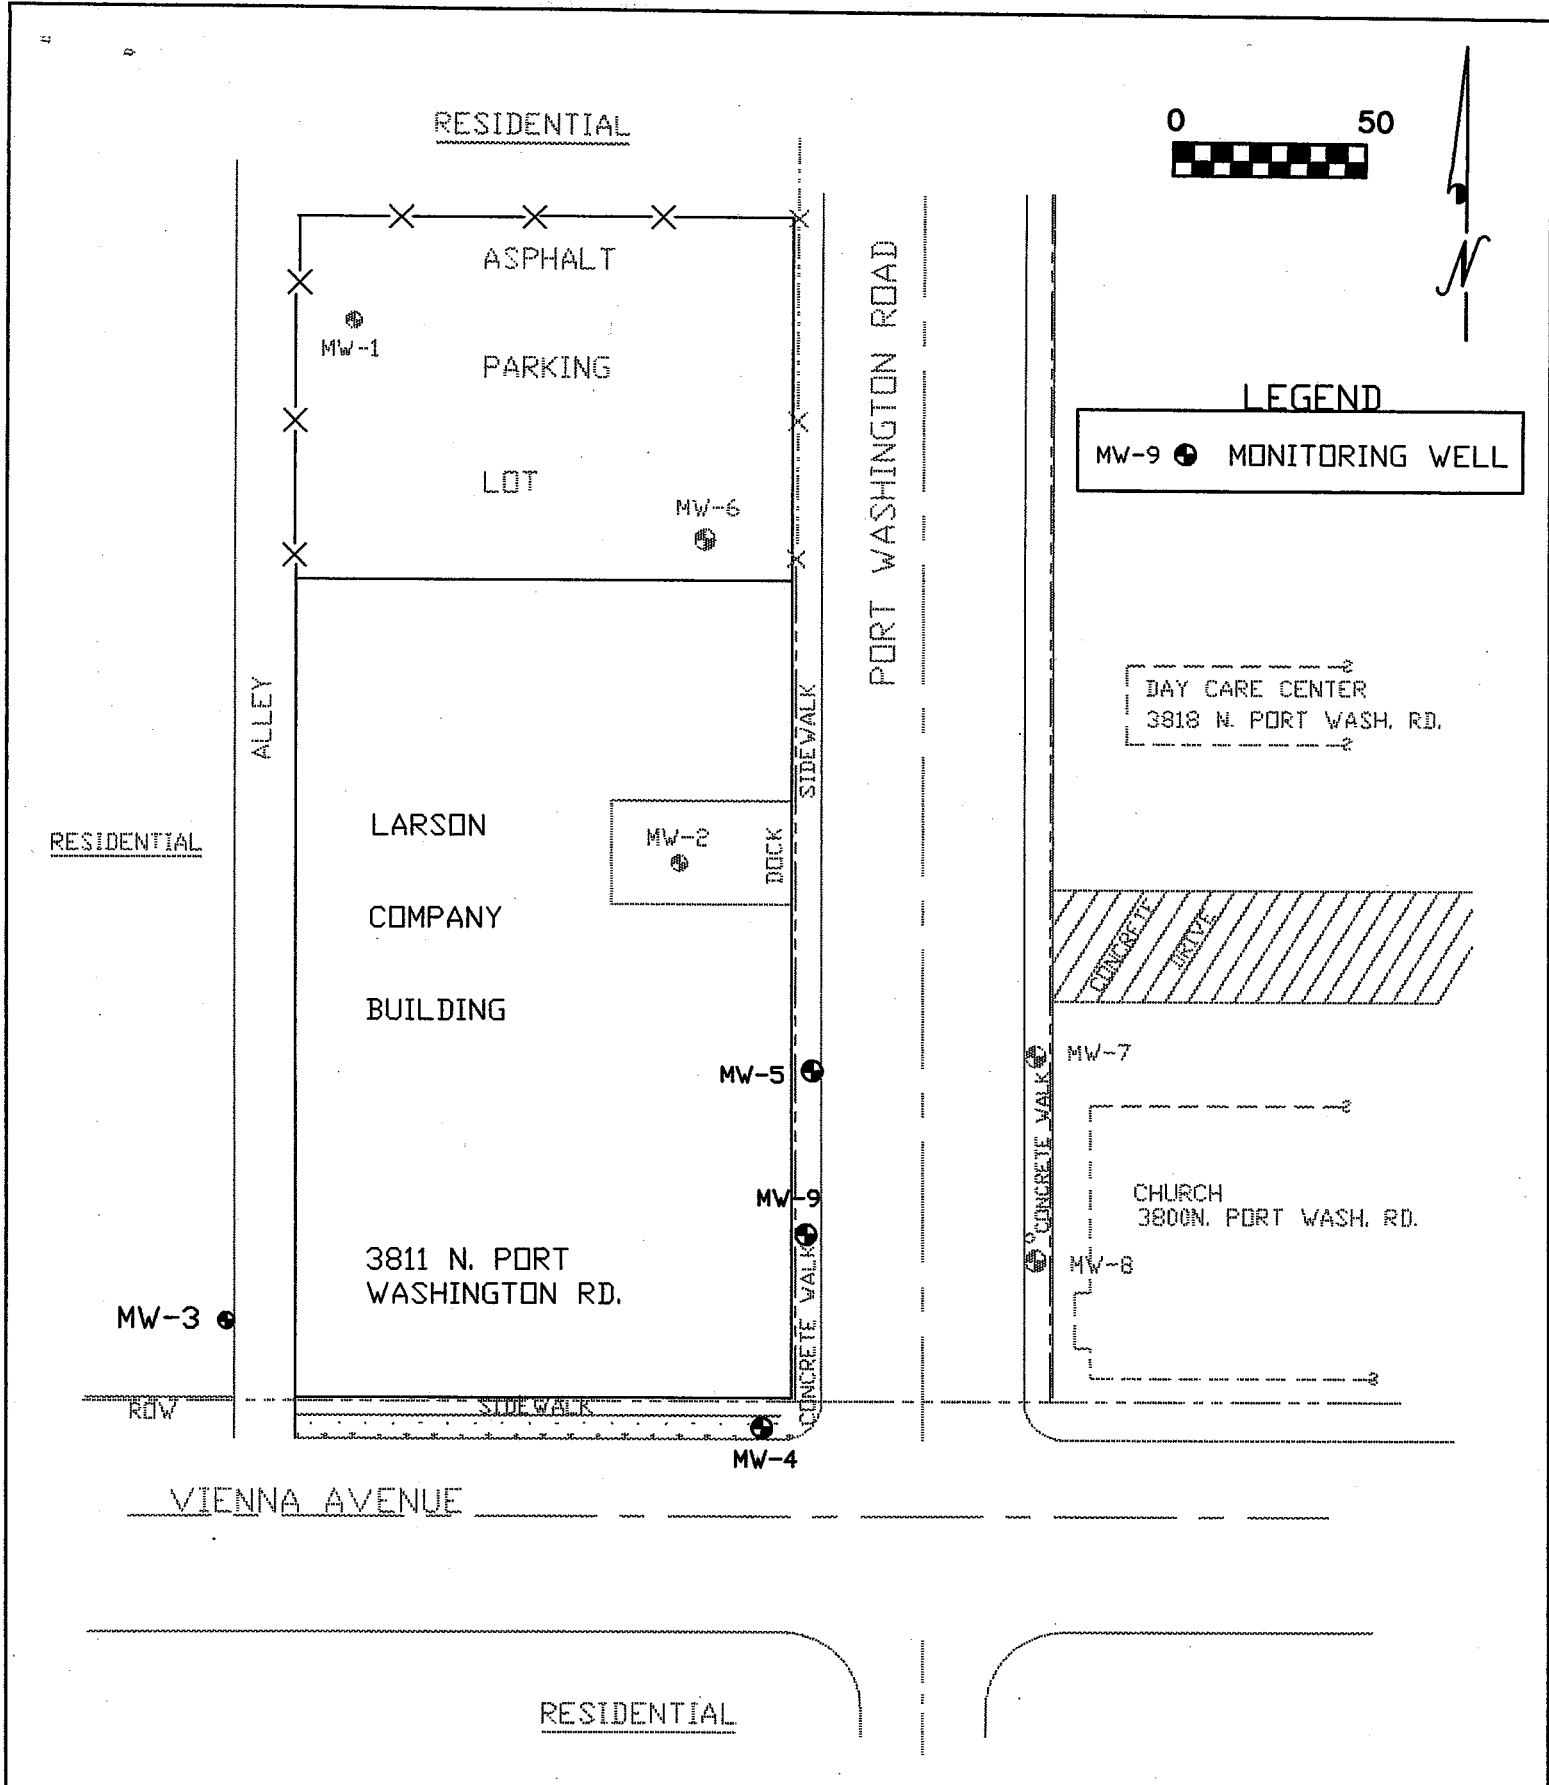 RESIDENTIAL
0 50
N
ASPHALT
PARKING
LOT
MW-1
MW-6
PORT WASHINGTON ROAD
LEGEND
MW-9 MONITORING WELL
ALLEY
SIDEWALK
DAY CARE CENTER
3818 N. PORT WASH. RD.
RESIDENTIAL
LARSON
COMPANY
BUILDING
MW-2
DOCK
CONCRETE
DRIVE
MW-5
MW-7
CONCRETE WALK
MW-9
CHURCH
3800N. PORT WASH. RD.
MW-8
3811 N. PORT
WASHINGTON RD.
MW-3
CONCRETE WALK
ROW
SIDEWALK
MW-4
VIENNA AVENUE
RESIDENTIAL